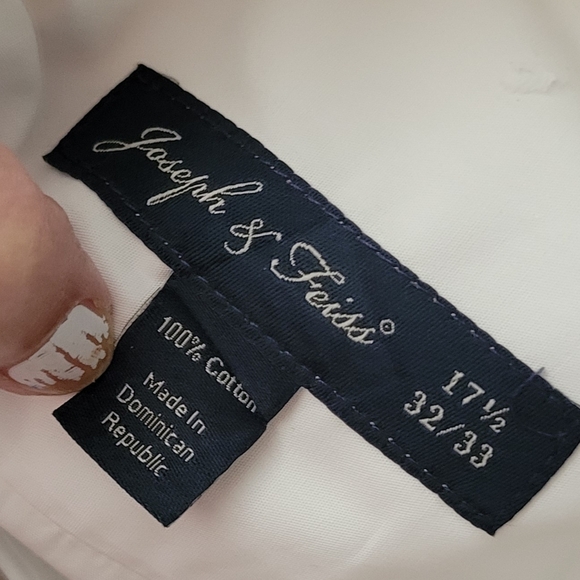 Joseph & Feiss®
17½
32/33
100% Cotton
Made In
Dominican
Republic